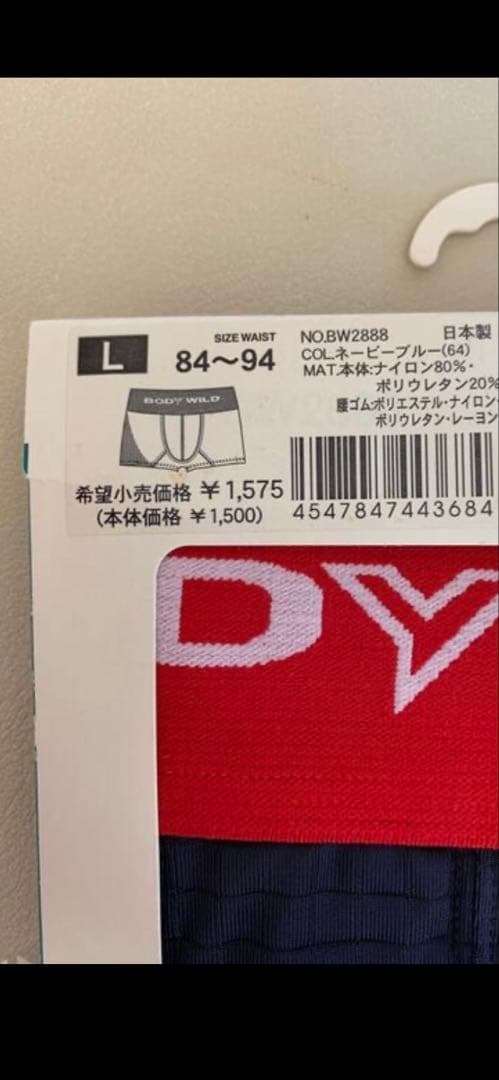 L
SIZE WAIST
84〜94
BODY WILD
希望小売価格 ￥1,575
(本体価格 ￥1,500)
NO.BW2888 日本製
COL.ネービーブルー(64)
MAT.本体:ナイロン80%・
ポリウレタン20%
腰ゴム:ポリエステル・ナイロン・
ポリウレタン・レーヨン
4547847443684
DY